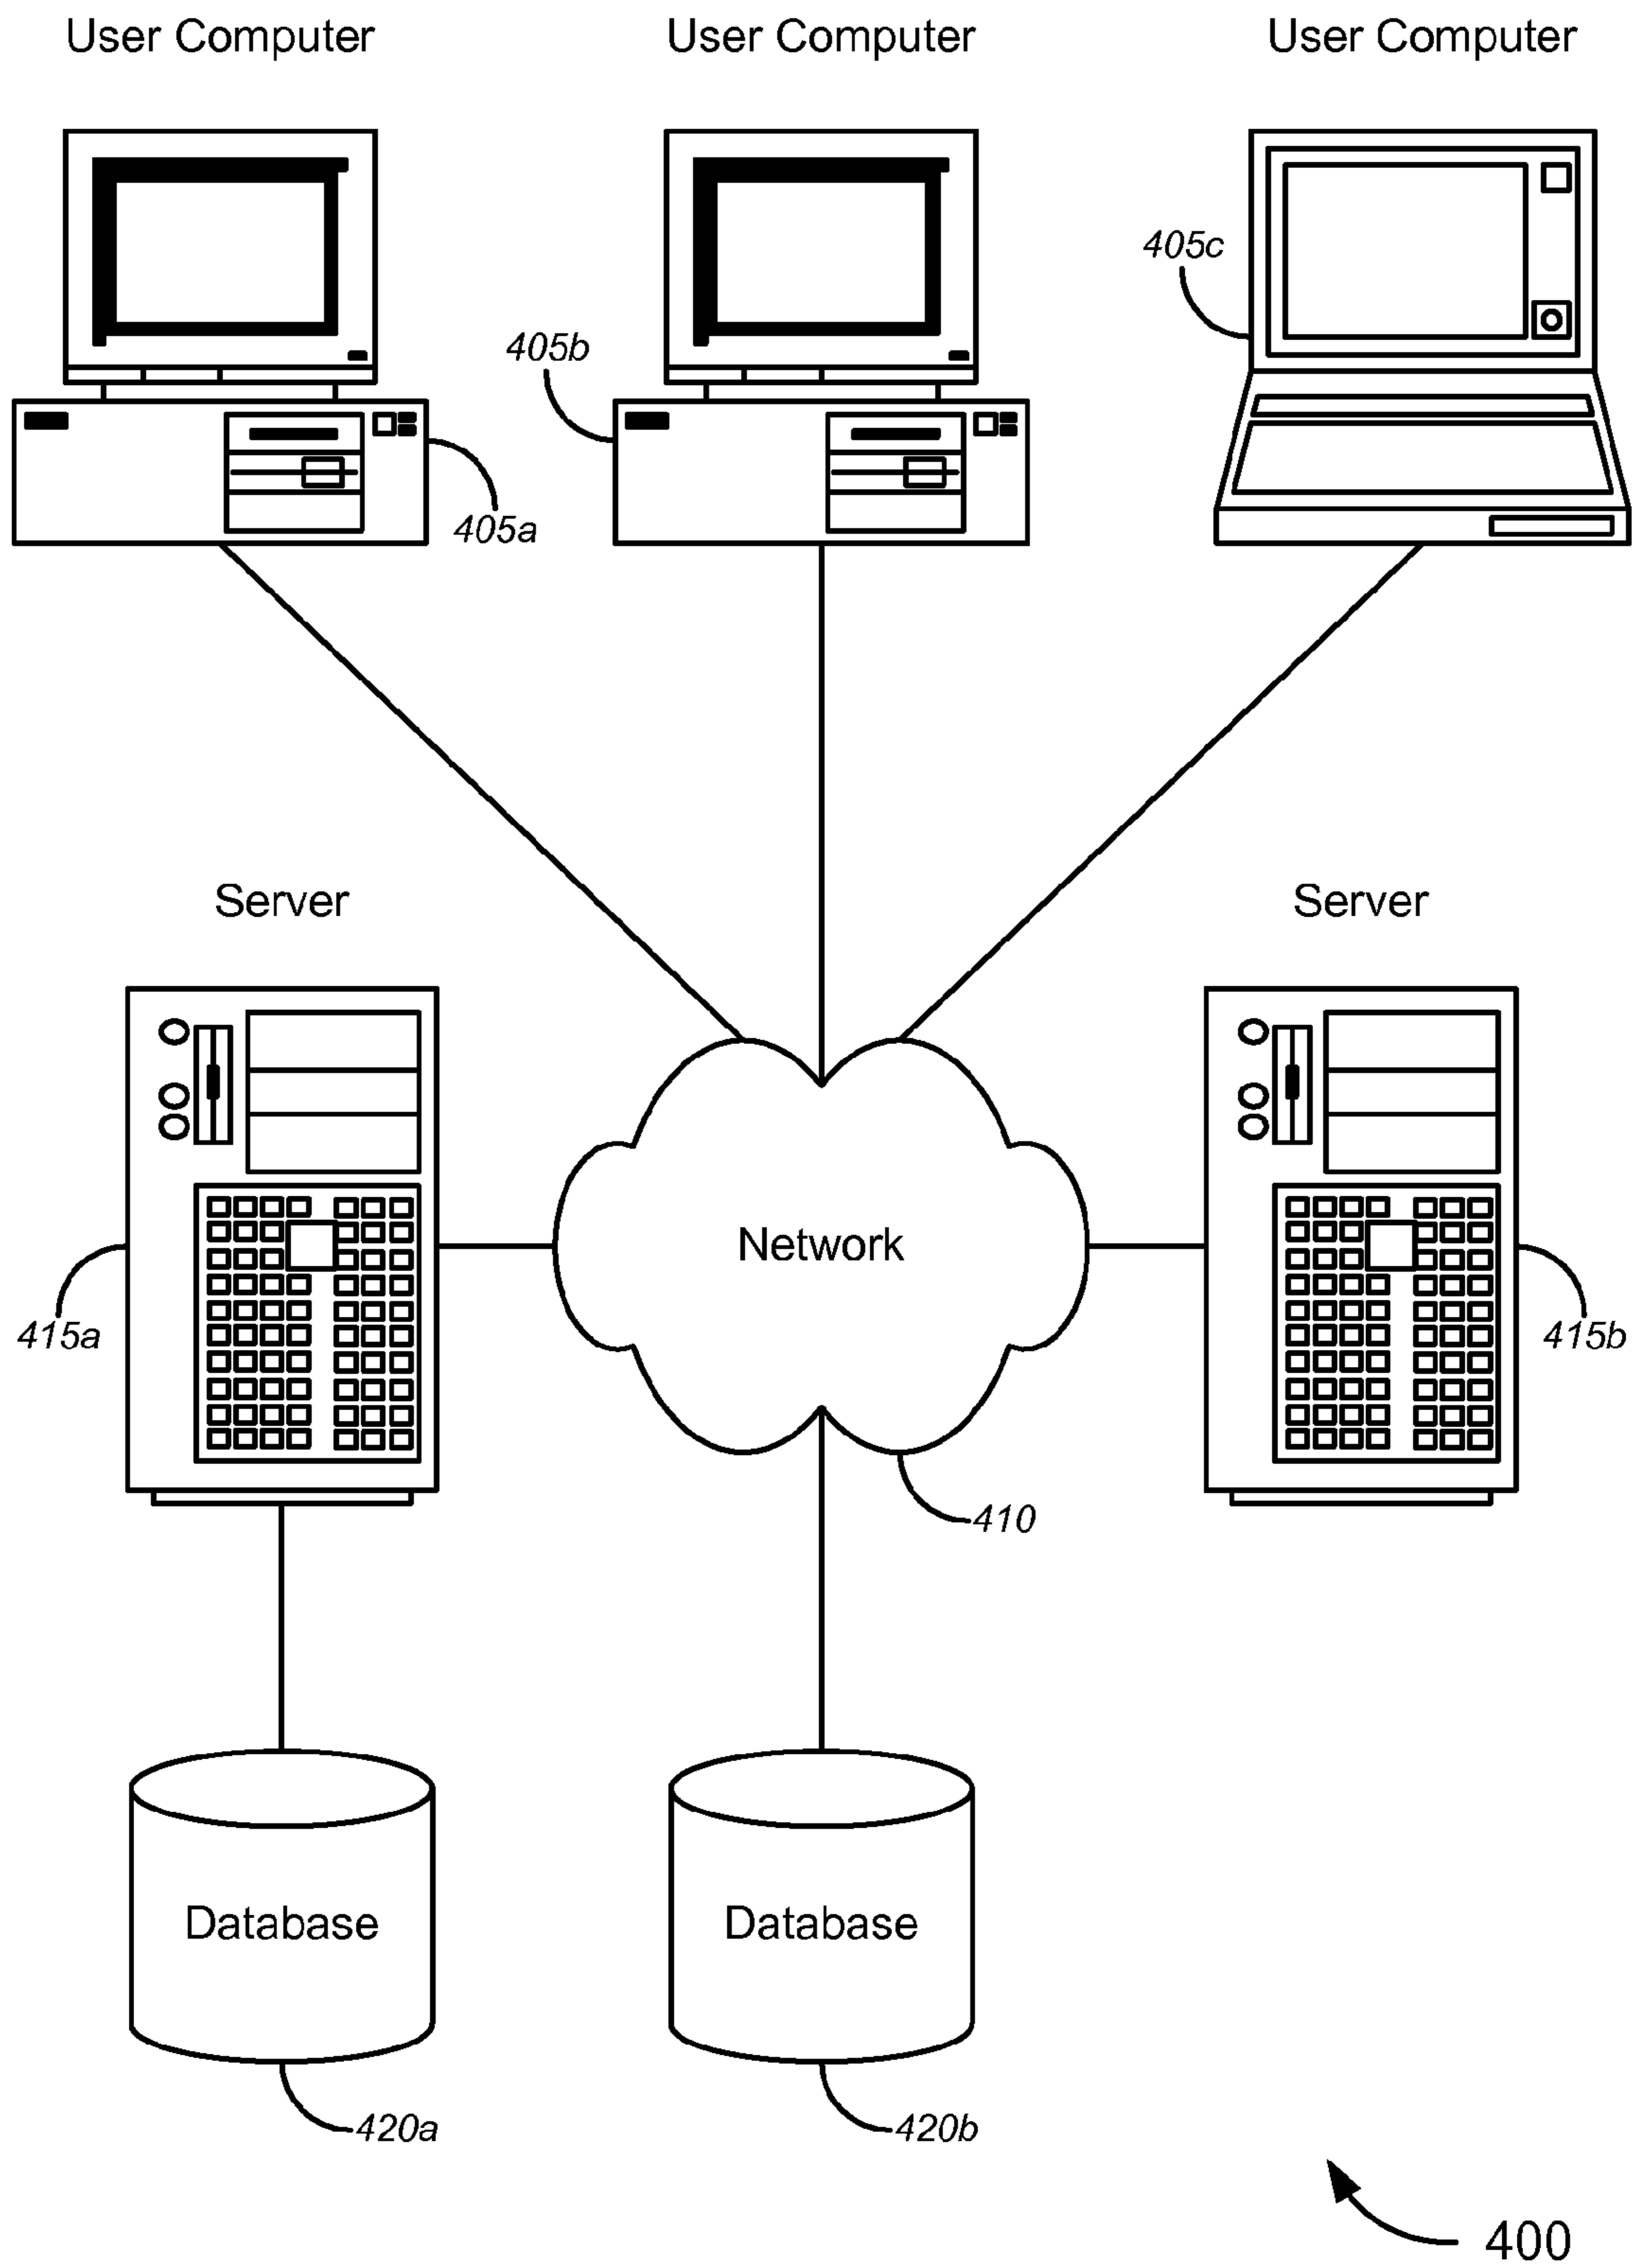 User Computer
User Computer
User Computer
405c
405b
405a
Server
Server
Network
415a
415b
410
Database
Database
420a
420b
400